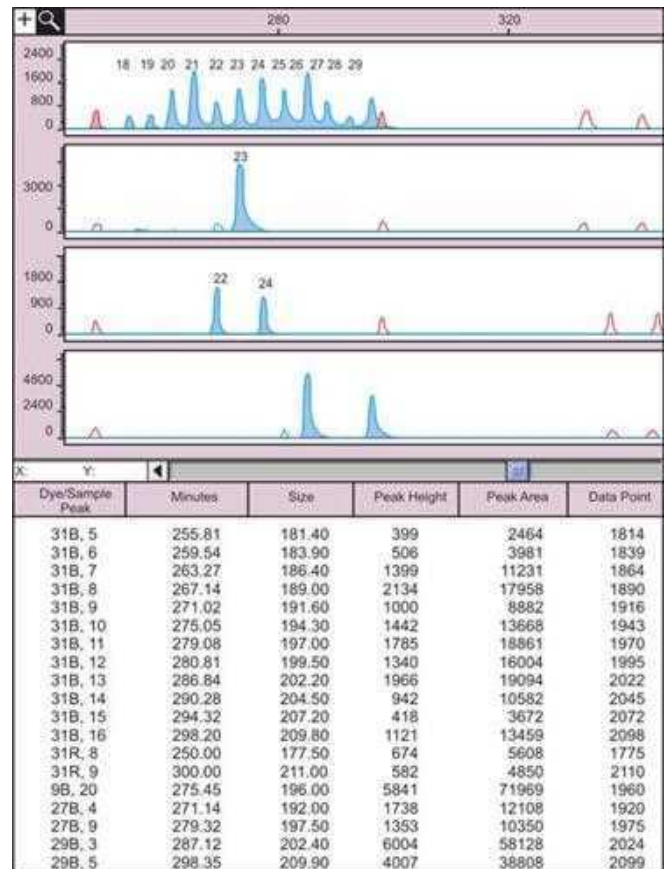 +
280 320
2400
1600
800
0
18 19 20 21 22 23 24 25 26 27 28 29
3000
0
23
1800
900
0
22 24
4800
2400
0
X: Y:
Dye/Sample Peak Minutes Size Peak Height Peak Area Data Point
31B, 5 255.81 181.40 399 2464 1814
31B, 6 259.54 183.90 506 3981 1839
31B, 7 263.27 186.40 1399 11231 1864
31B, 8 267.14 189.00 2134 17958 1890
31B, 9 271.02 191.60 1000 8882 1916
31B, 10 275.05 194.30 1442 13668 1943
31B, 11 279.08 197.00 1785 18861 1970
31B, 12 280.81 199.50 1340 16004 1995
31B, 13 286.84 202.20 1966 19094 2022
31B, 14 290.28 204.50 942 10582 2045
31B, 15 294.32 207.20 418 3672 2072
31B, 16 298.20 209.80 1121 13459 2098
31R, 8 250.00 177.50 674 5608 1775
31R, 9 300.00 211.00 582 4850 2110
9B, 20 275.45 196.00 5841 71969 1960
27B, 4 271.14 192.00 1738 12108 1920
27B, 9 279.32 197.50 1353 10350 1975
29B, 3 287.12 202.40 6004 58128 2024
29B, 5 298.35 209.90 4007 38808 2099